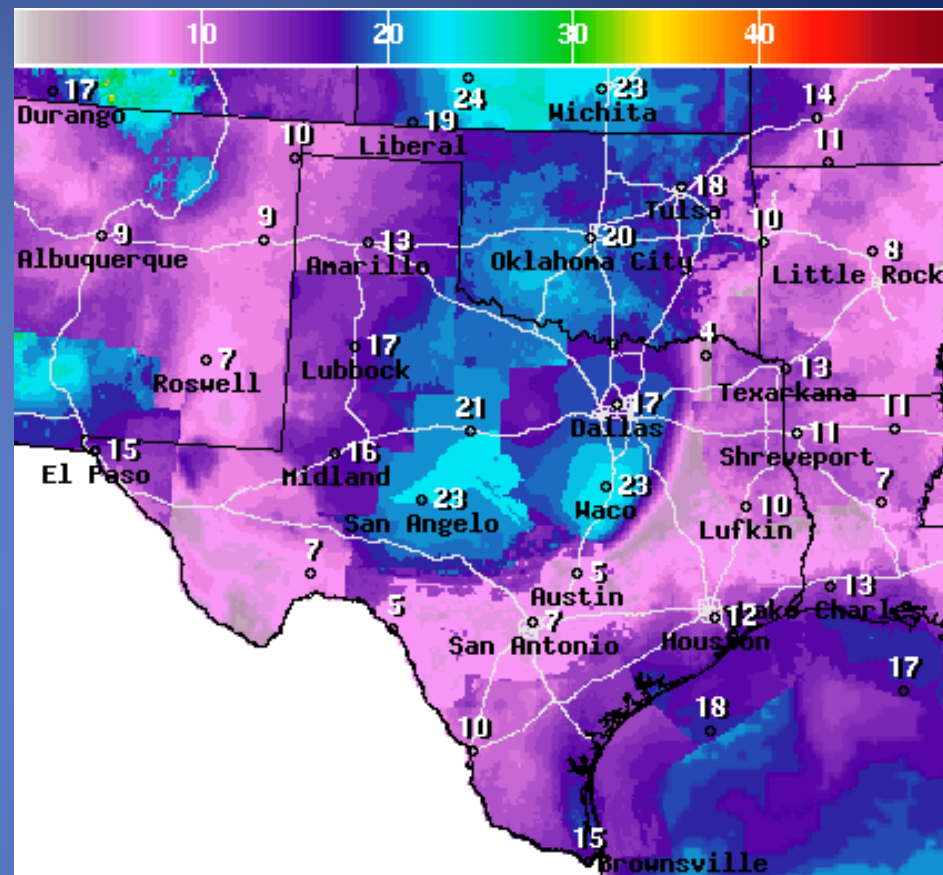 10 20 30 40
17
Durango
24
23
Wichita
14
19
Liberal
10
11
18
Tulsa
9
Albuquerque
9
13
Amarillo
20
Oklahoma City
10
8
Little Rock
7
Roswell
17
Lubbock
4
13
Texarkana
15
El Paso
16
Midland
21
17
Dallas
11
Shreveport
11
23
San Angelo
23
Waco
10
Lufkin
7
7
5
Austin
13
Lake Charles
5
7
San Antonio
12
Houston
10
18
17
15
Brownsville